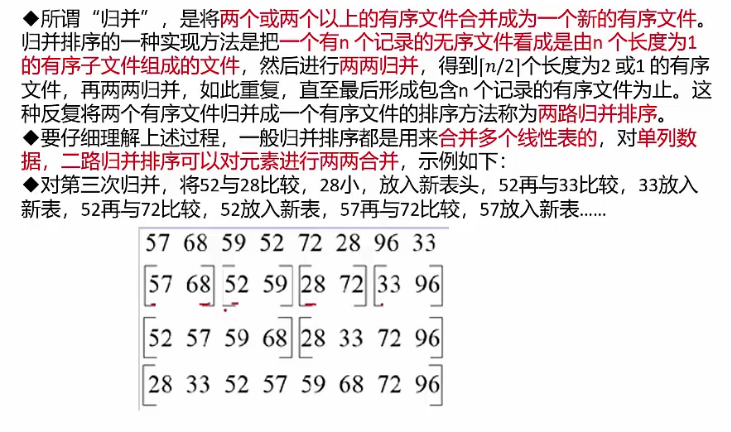 ◆所谓“归并”，是将两个或两个以上的有序文件合并成为一个新的有序文件。
归并排序的一种实现方法是把一个有n 个记录的无序文件看成是由n 个长度为1
的有序子文件组成的文件，然后进行两两归并，得到⌈n/2⌉个长度为2 或1 的有序
文件，再两两归并，如此重复，直至最后形成包含n 个记录的有序文件为止。这
种反复将两个有序文件归并成一个有序文件的排序方法称为两路归并排序。
◆要仔细理解上述过程，一般归并排序都是用来合并多个线性表的，对单列数
据，二路归并排序可以对元素进行两两合并，示例如下：
◆对第三次归并，将52与28比较，28小，放入新表头，52再与33比较，33放入
新表，52再与72比较，52放入新表，57再与72比较，57放入新表......
57 68 59 52 72 28 96 33
[57 68] [52 59] [28 72] [33 96]
[52 57 59 68] [28 33 72 96]
[28 33 52 57 59 68 72 96]